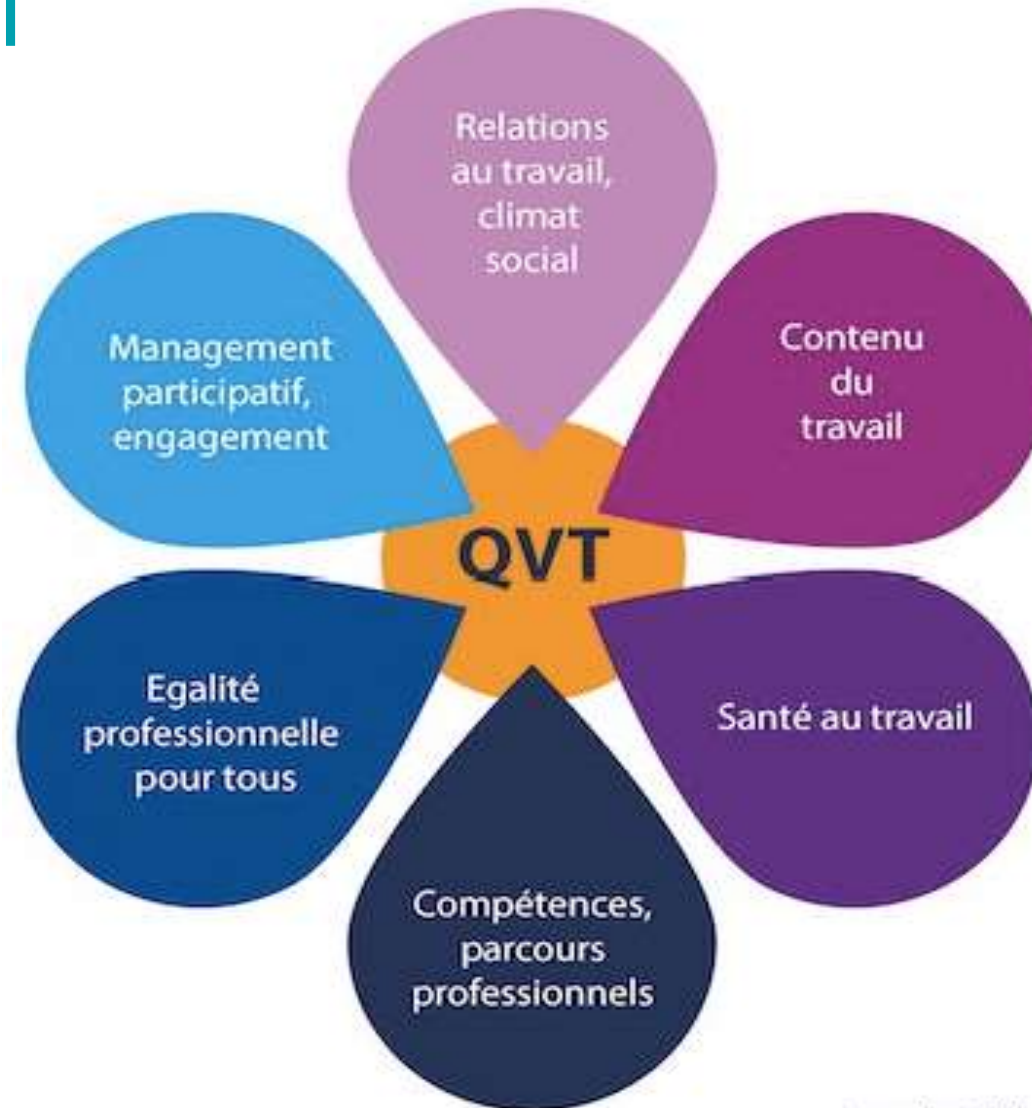 Relations
au travail,
climat
social
Contenu
du
travail
Santé au travail
Compétences,
parcours
professionnels
Egalité
professionnelle
pour tous
Management
participatif,
engagement
QVT